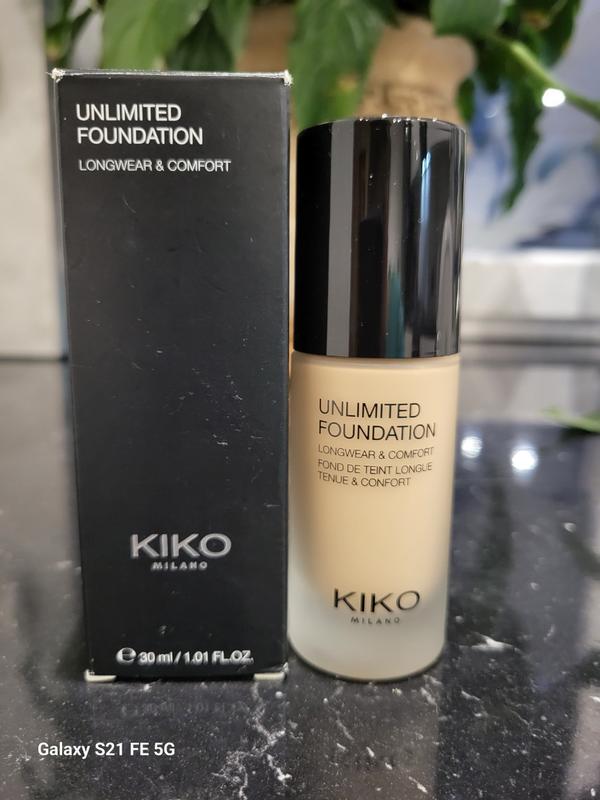 UNLIMITED
FOUNDATION
LONGWEAR & COMFORT
KIKO
MILANO
℮ 30 ml / 1.01 FL.OZ.
UNLIMITED
FOUNDATION
LONGWEAR & COMFORT
FOND DE TEINT LONGUE
TENUE & CONFORT
KIKO
MILANO
Galaxy S21 FE 5G